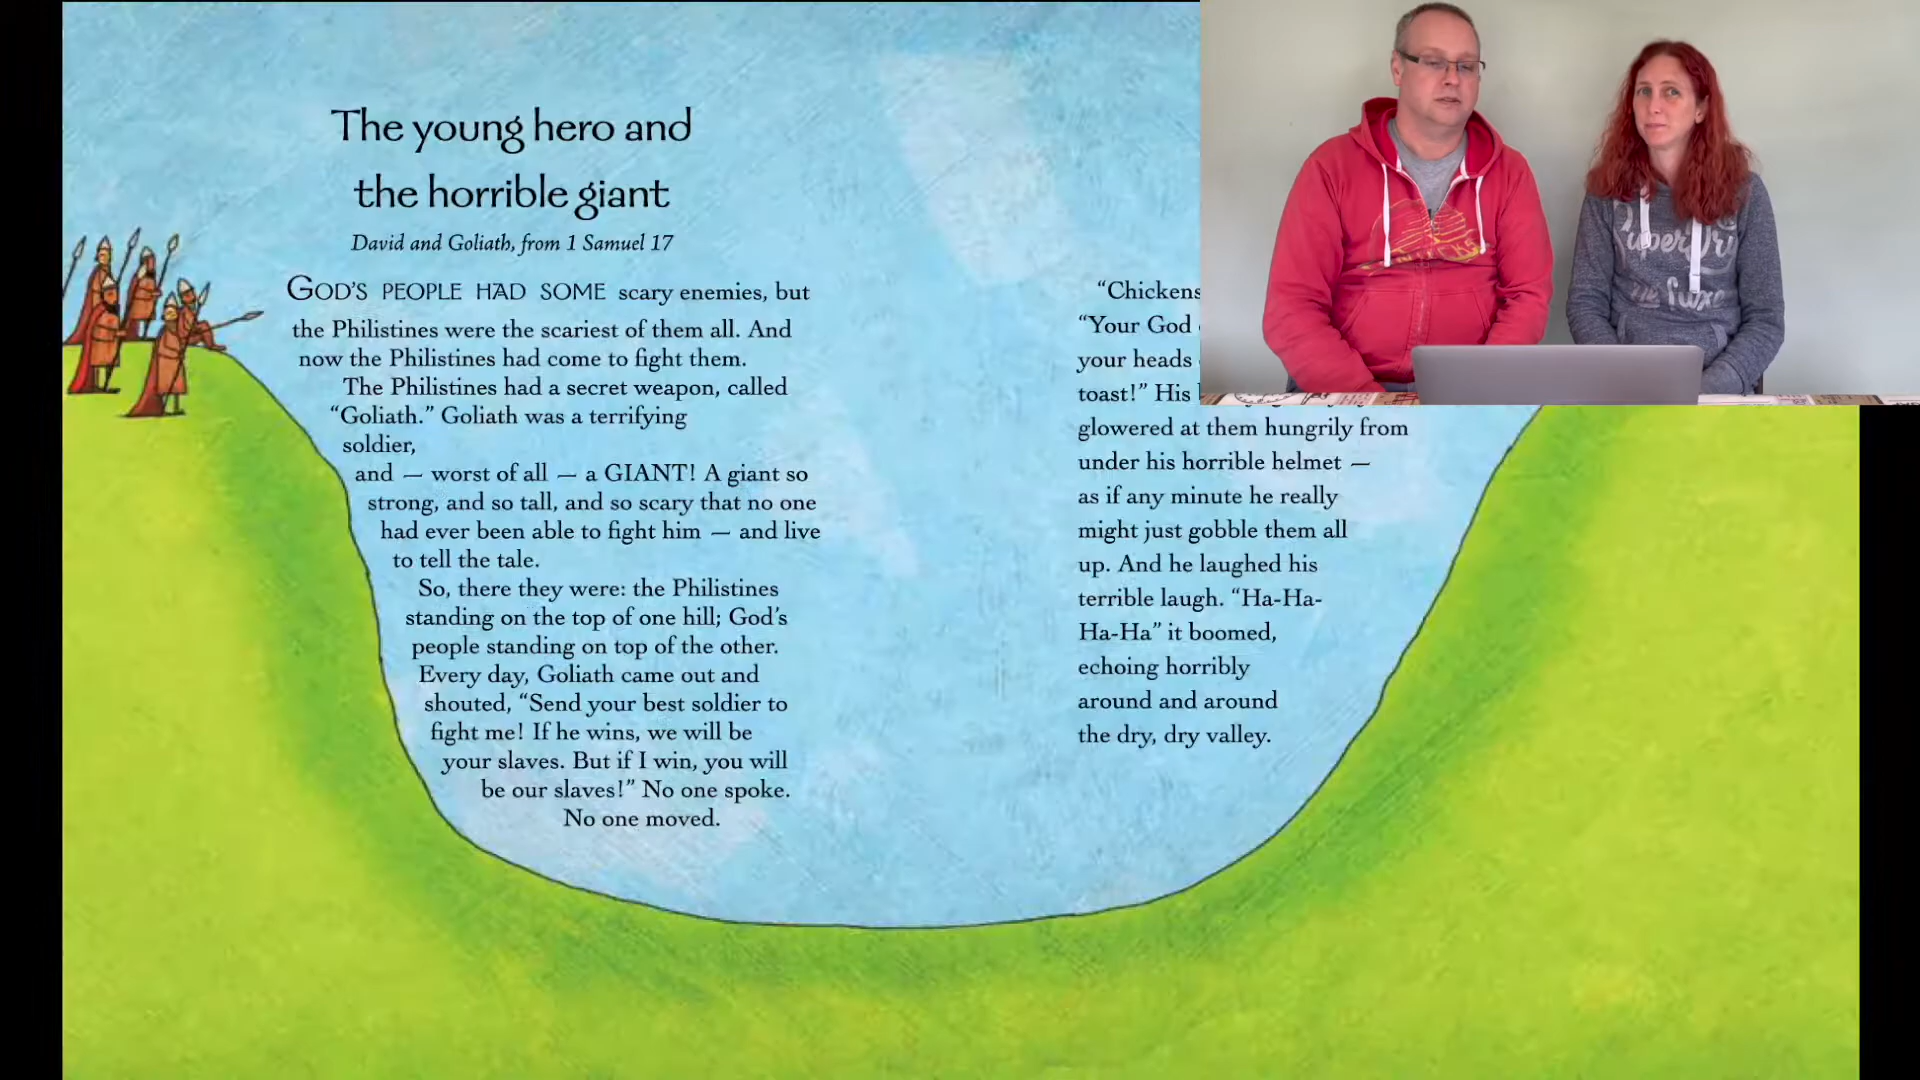 The young hero and
the horrible giant
David and Goliath, from 1 Samuel 17
GOD'S PEOPLE HAD SOME scary enemies, but
the Philistines were the scariest of them all. And
now the Philistines had come to fight them.
The Philistines had a secret weapon, called
“Goliath.” Goliath was a terrifying
soldier,
and — worst of all — a GIANT! A giant so
strong, and so tall, and so scary that no one
had ever been able to fight him — and live
to tell the tale.
So, there they were: the Philistines
standing on the top of one hill; God's
people standing on top of the other.
Every day, Goliath came out and
shouted, “Send your best soldier to
fight me! If he wins, we will be
your slaves. But if I win, you will
be our slaves!” No one spoke.
No one moved.
“Chickens
“Your God
your heads
toast!” His
glowered at them hungrily from
under his horrible helmet —
as if any minute he really
might just gobble them all
up. And he laughed his
terrible laugh. “Ha-Ha-
Ha-Ha” it boomed,
echoing horribly
around and around
the dry, dry valley.